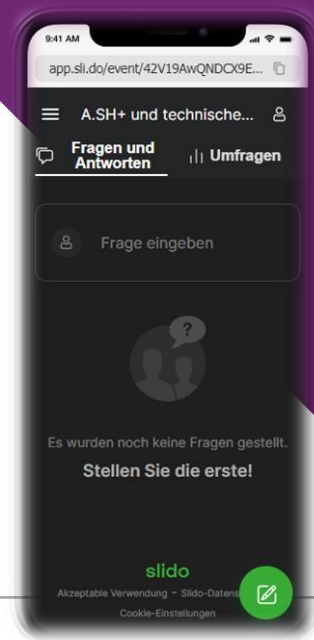 9:41 AM
app.sli.do/event/42V19AwQNDCX9E...
A.SH+ und technische...
Fragen und
Antworten
Umfragen
Frage eingeben
?
Es wurden noch keine Fragen gestellt.
Stellen Sie die erste!
slido
Akzeptable Verwendung - Slido-Datens
Cookie-Einstellungen